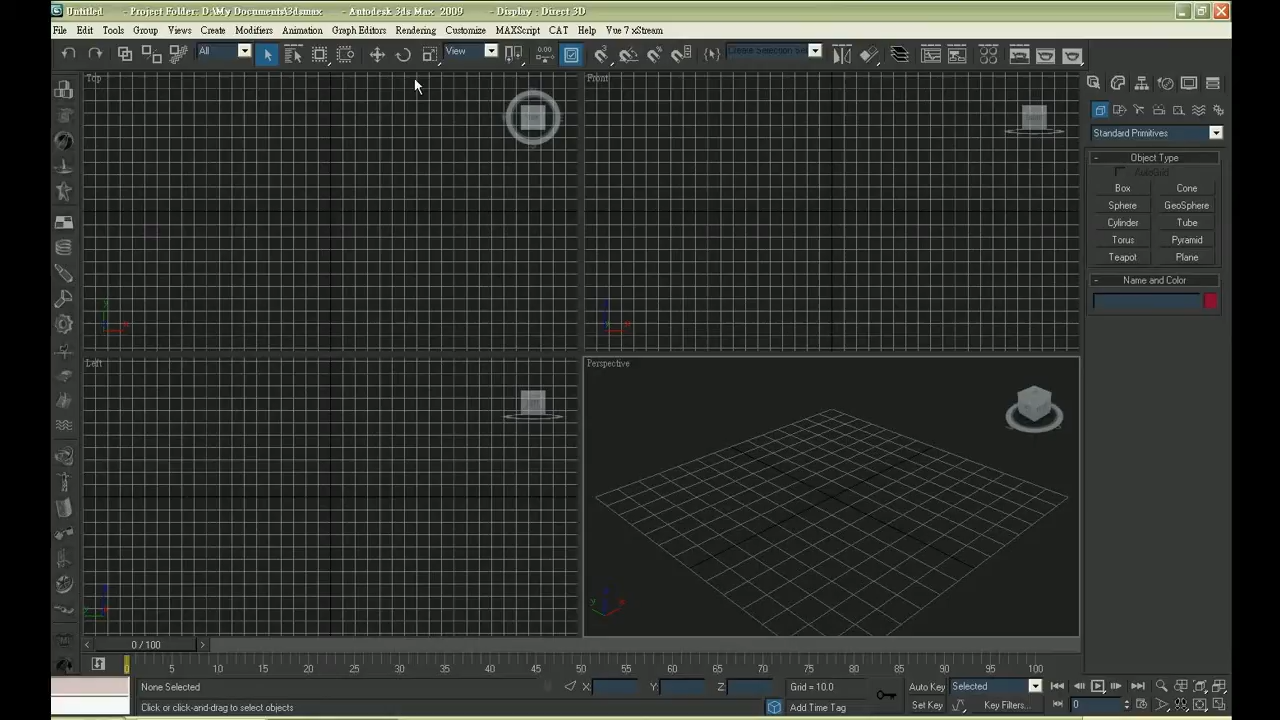 Untitled - Project Folder: D:\My Documents\3dsmax - Autodesk 3ds Max 2009 - Display : Direct 3D
File Edit Tools Group Views Create Modifiers Animation Graph Editors Rendering Customize MAXScript CAT Help Vue 7 xStream
All View Create Selection Set
Top Front
Standard Primitives
- Object Type
AutoGrid
Box Cone
Sphere GeoSphere
Cylinder Tube
Torus Pyramid
Teapot Plane
- Name and Color
y x z x
Left Perspective
z y x z y x
< 0 / 100 >
0 5 10 15 20 25 30 35 40 45 50 55 60 65 70 75 80 85 90 95 100
None Selected X: Y: Z: Grid = 10.0 Auto Key Selected
Click or click-and-drag to select objects Add Time Tag Set Key Key Filters... 0